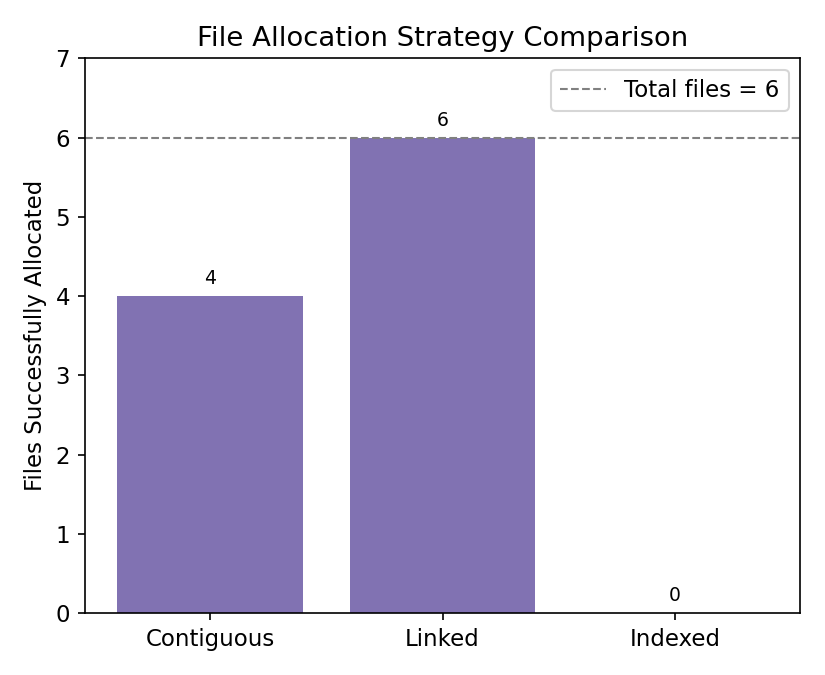 File Allocation Strategy Comparison
Total files = 6
Files Successfully Allocated
7
6
5
4
3
2
1
0
4
6
0
Contiguous
Linked
Indexed